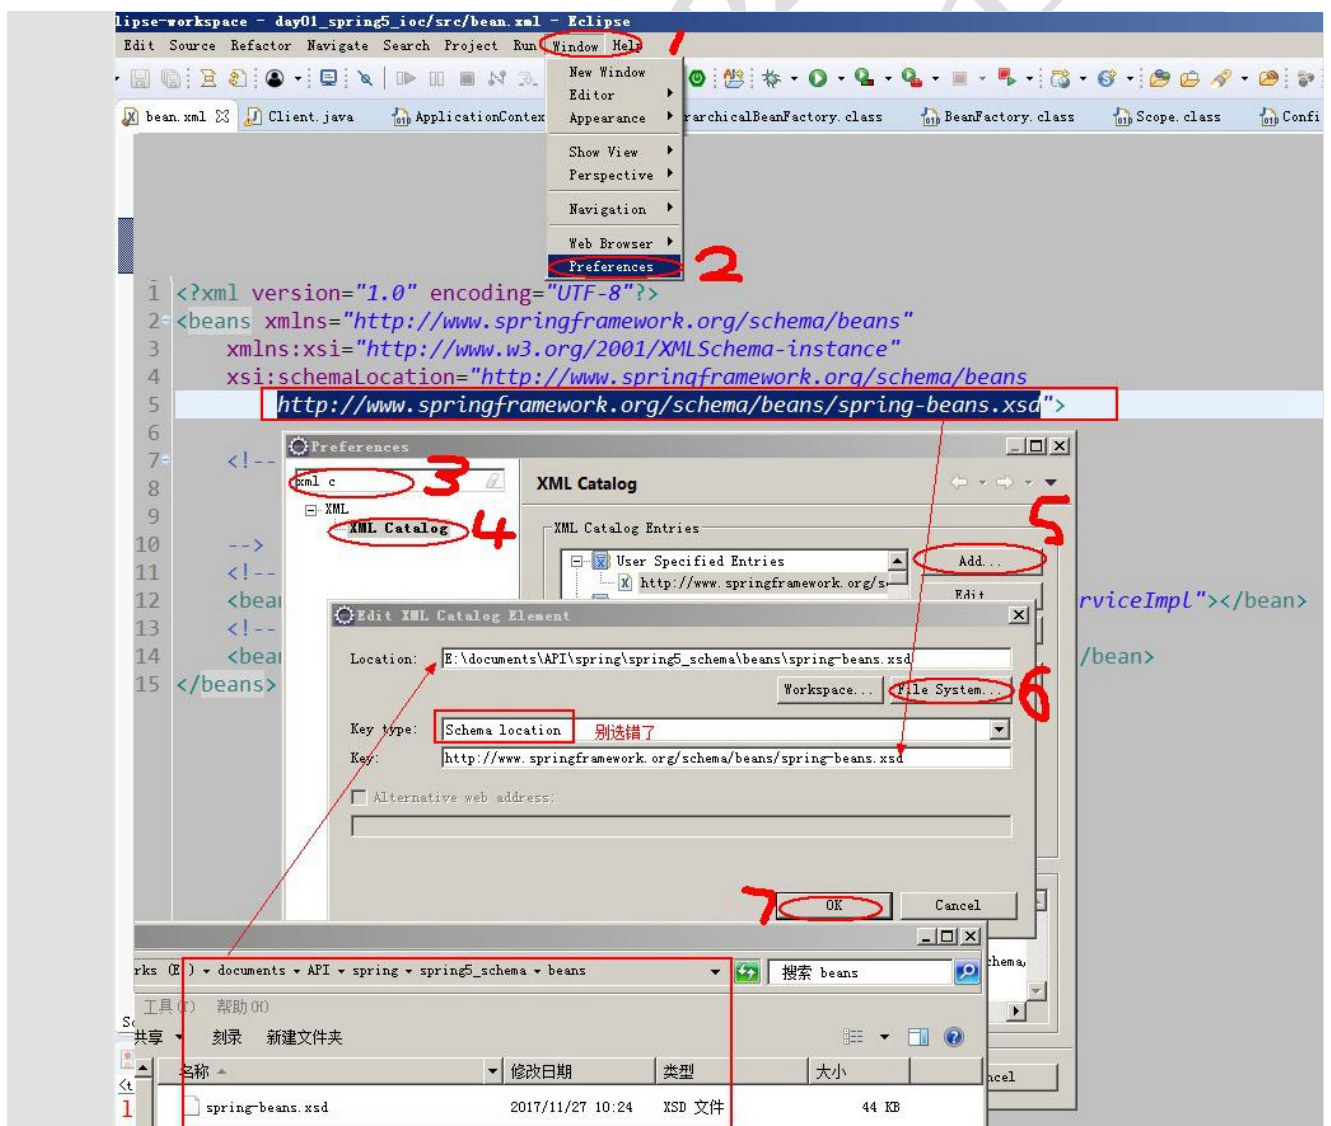 lipse-workspace - day01_spring5_ioc/src/bean.xml - Eclipse
Edit Source Refactor Navigate Search Project Run Window Help
1
New Window
Editor
Appearance
Show View
Perspective
Navigation
Web Browser
Preferences
2
bean.xml
Client.java
ApplicationContex
rarchicalBeanFactory.class
BeanFactory.class
Scope.class
Confi
1 <?xml version="1.0" encoding="UTF-8"?>
2 <beans xmlns="http://www.springframework.org/schema/beans"
3 xmlns:xsi="http://www.w3.org/2001/XMLSchema-instance"
4 xsi:schemaLocation="http://www.springframework.org/schema/beans
5 http://www.springframework.org/schema/beans/spring-beans.xsd">
6
7 <!--
8
9
10 -->
11 <!--
12 <bea
rviceImpl"></bean>
13 <!--
14 <bea
/bean>
15 </beans>
Preferences
xml c
3
XML
XML Catalog
4
XML Catalog
XML Catalog Entries
User Specified Entries
http://www.springframework.org/s
5
Add...
Edit
Edit XML Catalog Element
Location: E:\documents\API\spring\spring5_schema\beans\spring-beans.xsd
Workspace... File System...
6
Key type: Schema location 别选错了
Key: http://www.springframework.org/schema/beans/spring-beans.xsd
Alternative web address:
7
OK Cancel
chema,
ncel
rks (E:) documents API spring spring5_schema beans
搜索 beans
工具(T) 帮助(H)
共享 刻录 新建文件夹
名称 修改日期 类型 大小
spring-beans.xsd 2017/11/27 10:24 XSD 文件 44 KB